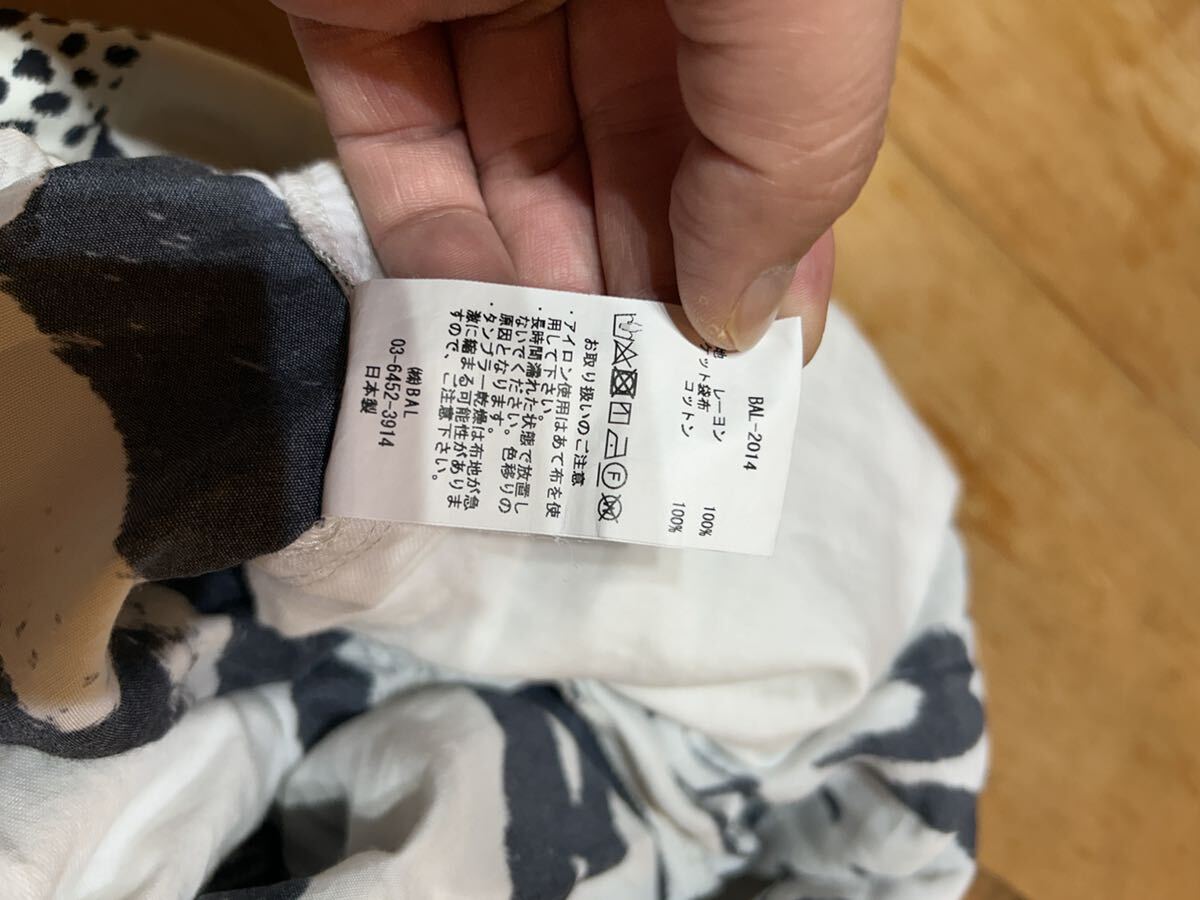 BAL-2014
地 レーヨン 100%
ケット袋布
コットン 100%
F
お取り扱いのご注意
・アイロン使用はあて布を使
用して下さい。
・長時間濡れた状態で放置し
ないでください。色移りの
原因となります。
・タンブラー乾燥は布地が急
激に縮まる可能性がありま
すので、ご注意下さい。
㈱BAL
03-6452-3914
日本製